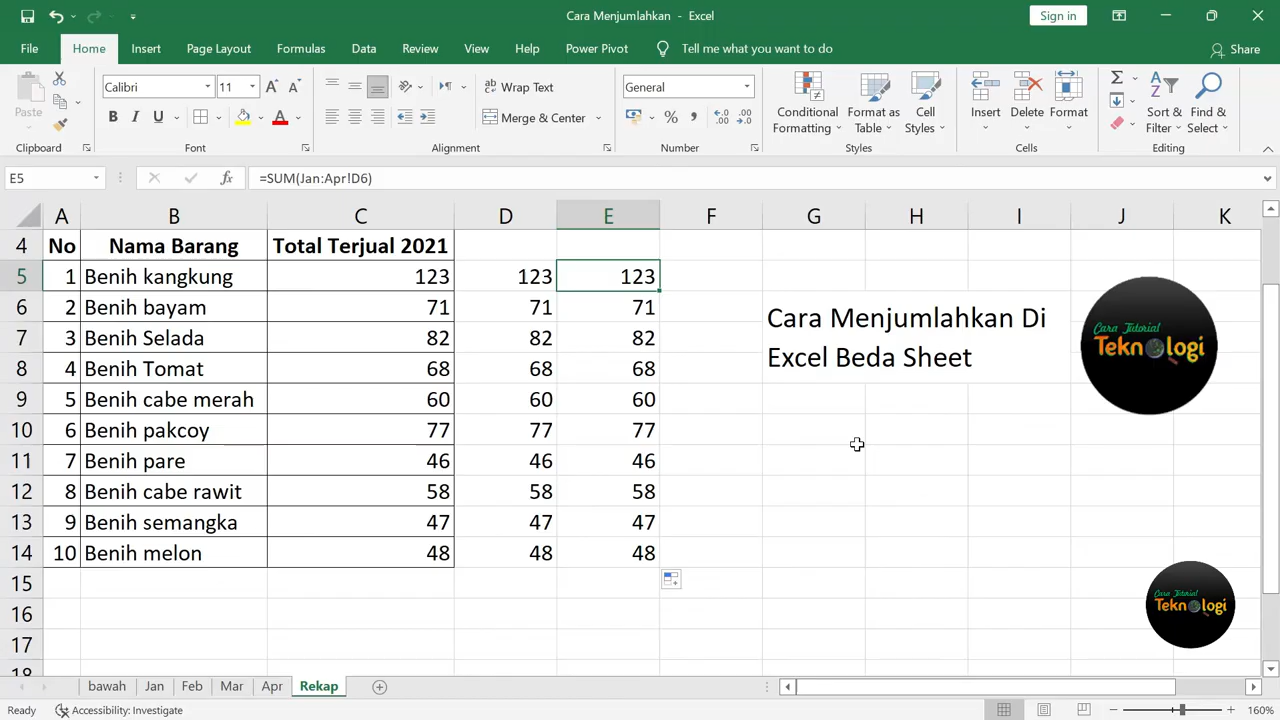 Cara Menjumlahkan - Excel
Sign in
File Home Insert Page Layout Formulas Data Review View Help Power Pivot Tell me what you want to do Share
Paste
Calibri 11
B I U A
Wrap Text
Merge & Center
General
Conditional Formatting
Format as Table
Cell Styles
Insert Delete Format
Sort & Filter
Find & Select
Clipboard Font Alignment Number Styles Cells Editing
E5 fx =SUM(Jan:Apr!D6)
A B C D E F G H I J K
4 No Nama Barang Total Terjual 2021
5 1 Benih kangkung 123 123 123
6 2 Benih bayam 71 71 71
7 3 Benih Selada 82 82 82
8 4 Benih Tomat 68 68 68
9 5 Benih cabe merah 60 60 60
10 6 Benih pakcoy 77 77 77
11 7 Benih pare 46 46 46
12 8 Benih cabe rawit 58 58 58
13 9 Benih semangka 47 47 47
14 10 Benih melon 48 48 48
15
16
17
18
Cara Menjumlahkan Di
Excel Beda Sheet
Cara Tutorial
Teknologi
Cara Tutorial
Teknologi
bawah Jan Feb Mar Apr Rekap
Ready Accessibility: Investigate 160%